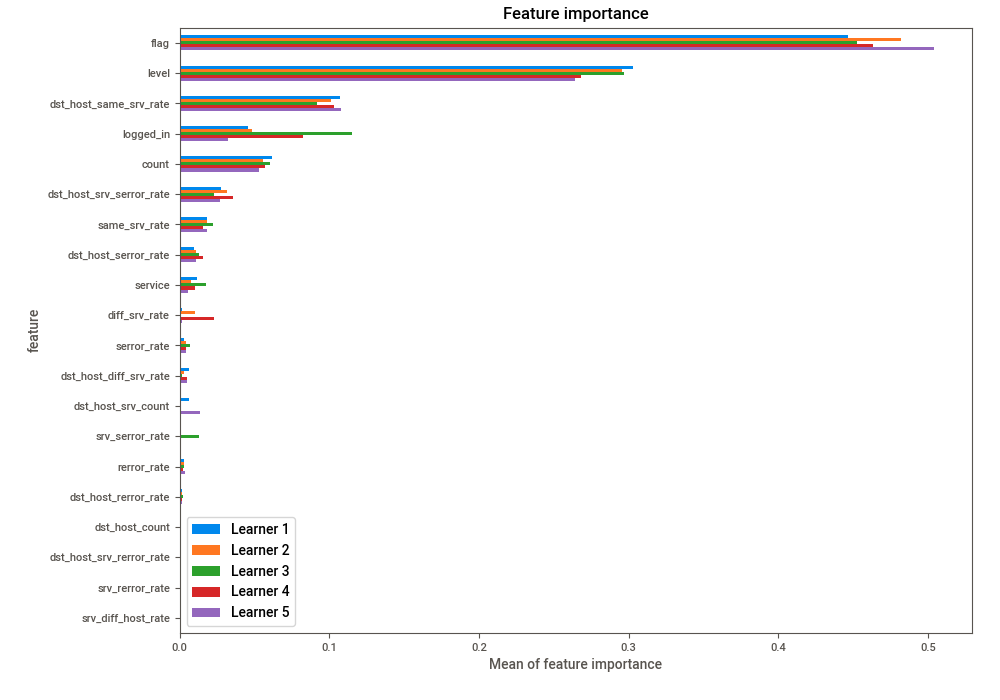 Feature importance
flag
level
dst_host_same_srv_rate
logged_in
count
dst_host_srv_serror_rate
same_srv_rate
dst_host_serror_rate
service
diff_srv_rate
serror_rate
dst_host_diff_srv_rate
dst_host_srv_count
srv_serror_rate
rerror_rate
dst_host_rerror_rate
dst_host_count
dst_host_srv_rerror_rate
srv_rerror_rate
srv_diff_host_rate
feature
Learner 1
Learner 2
Learner 3
Learner 4
Learner 5
0.0 0.1 0.2 0.3 0.4 0.5
Mean of feature importance